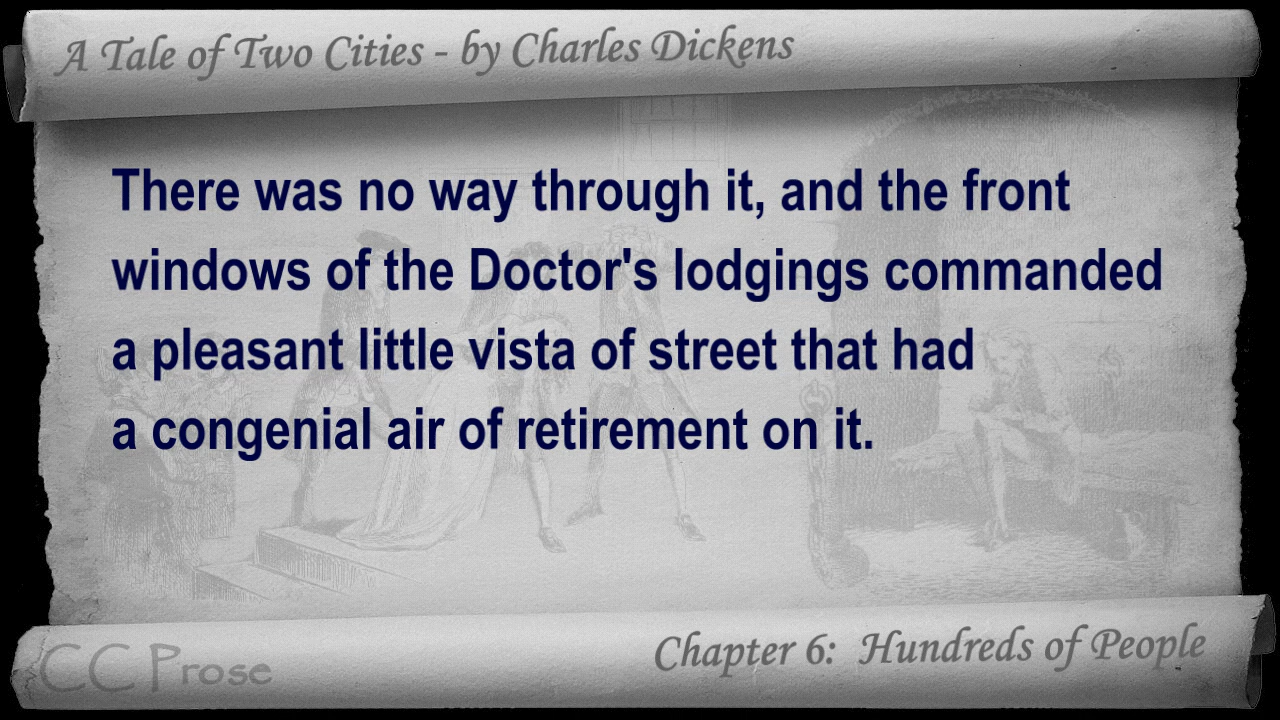 A Tale of Two Cities - by Charles Dickens
There was no way through it, and the front
windows of the Doctor's lodgings commanded
a pleasant little vista of street that had
a congenial air of retirement on it.
CC Prose
Chapter 6: Hundreds of People